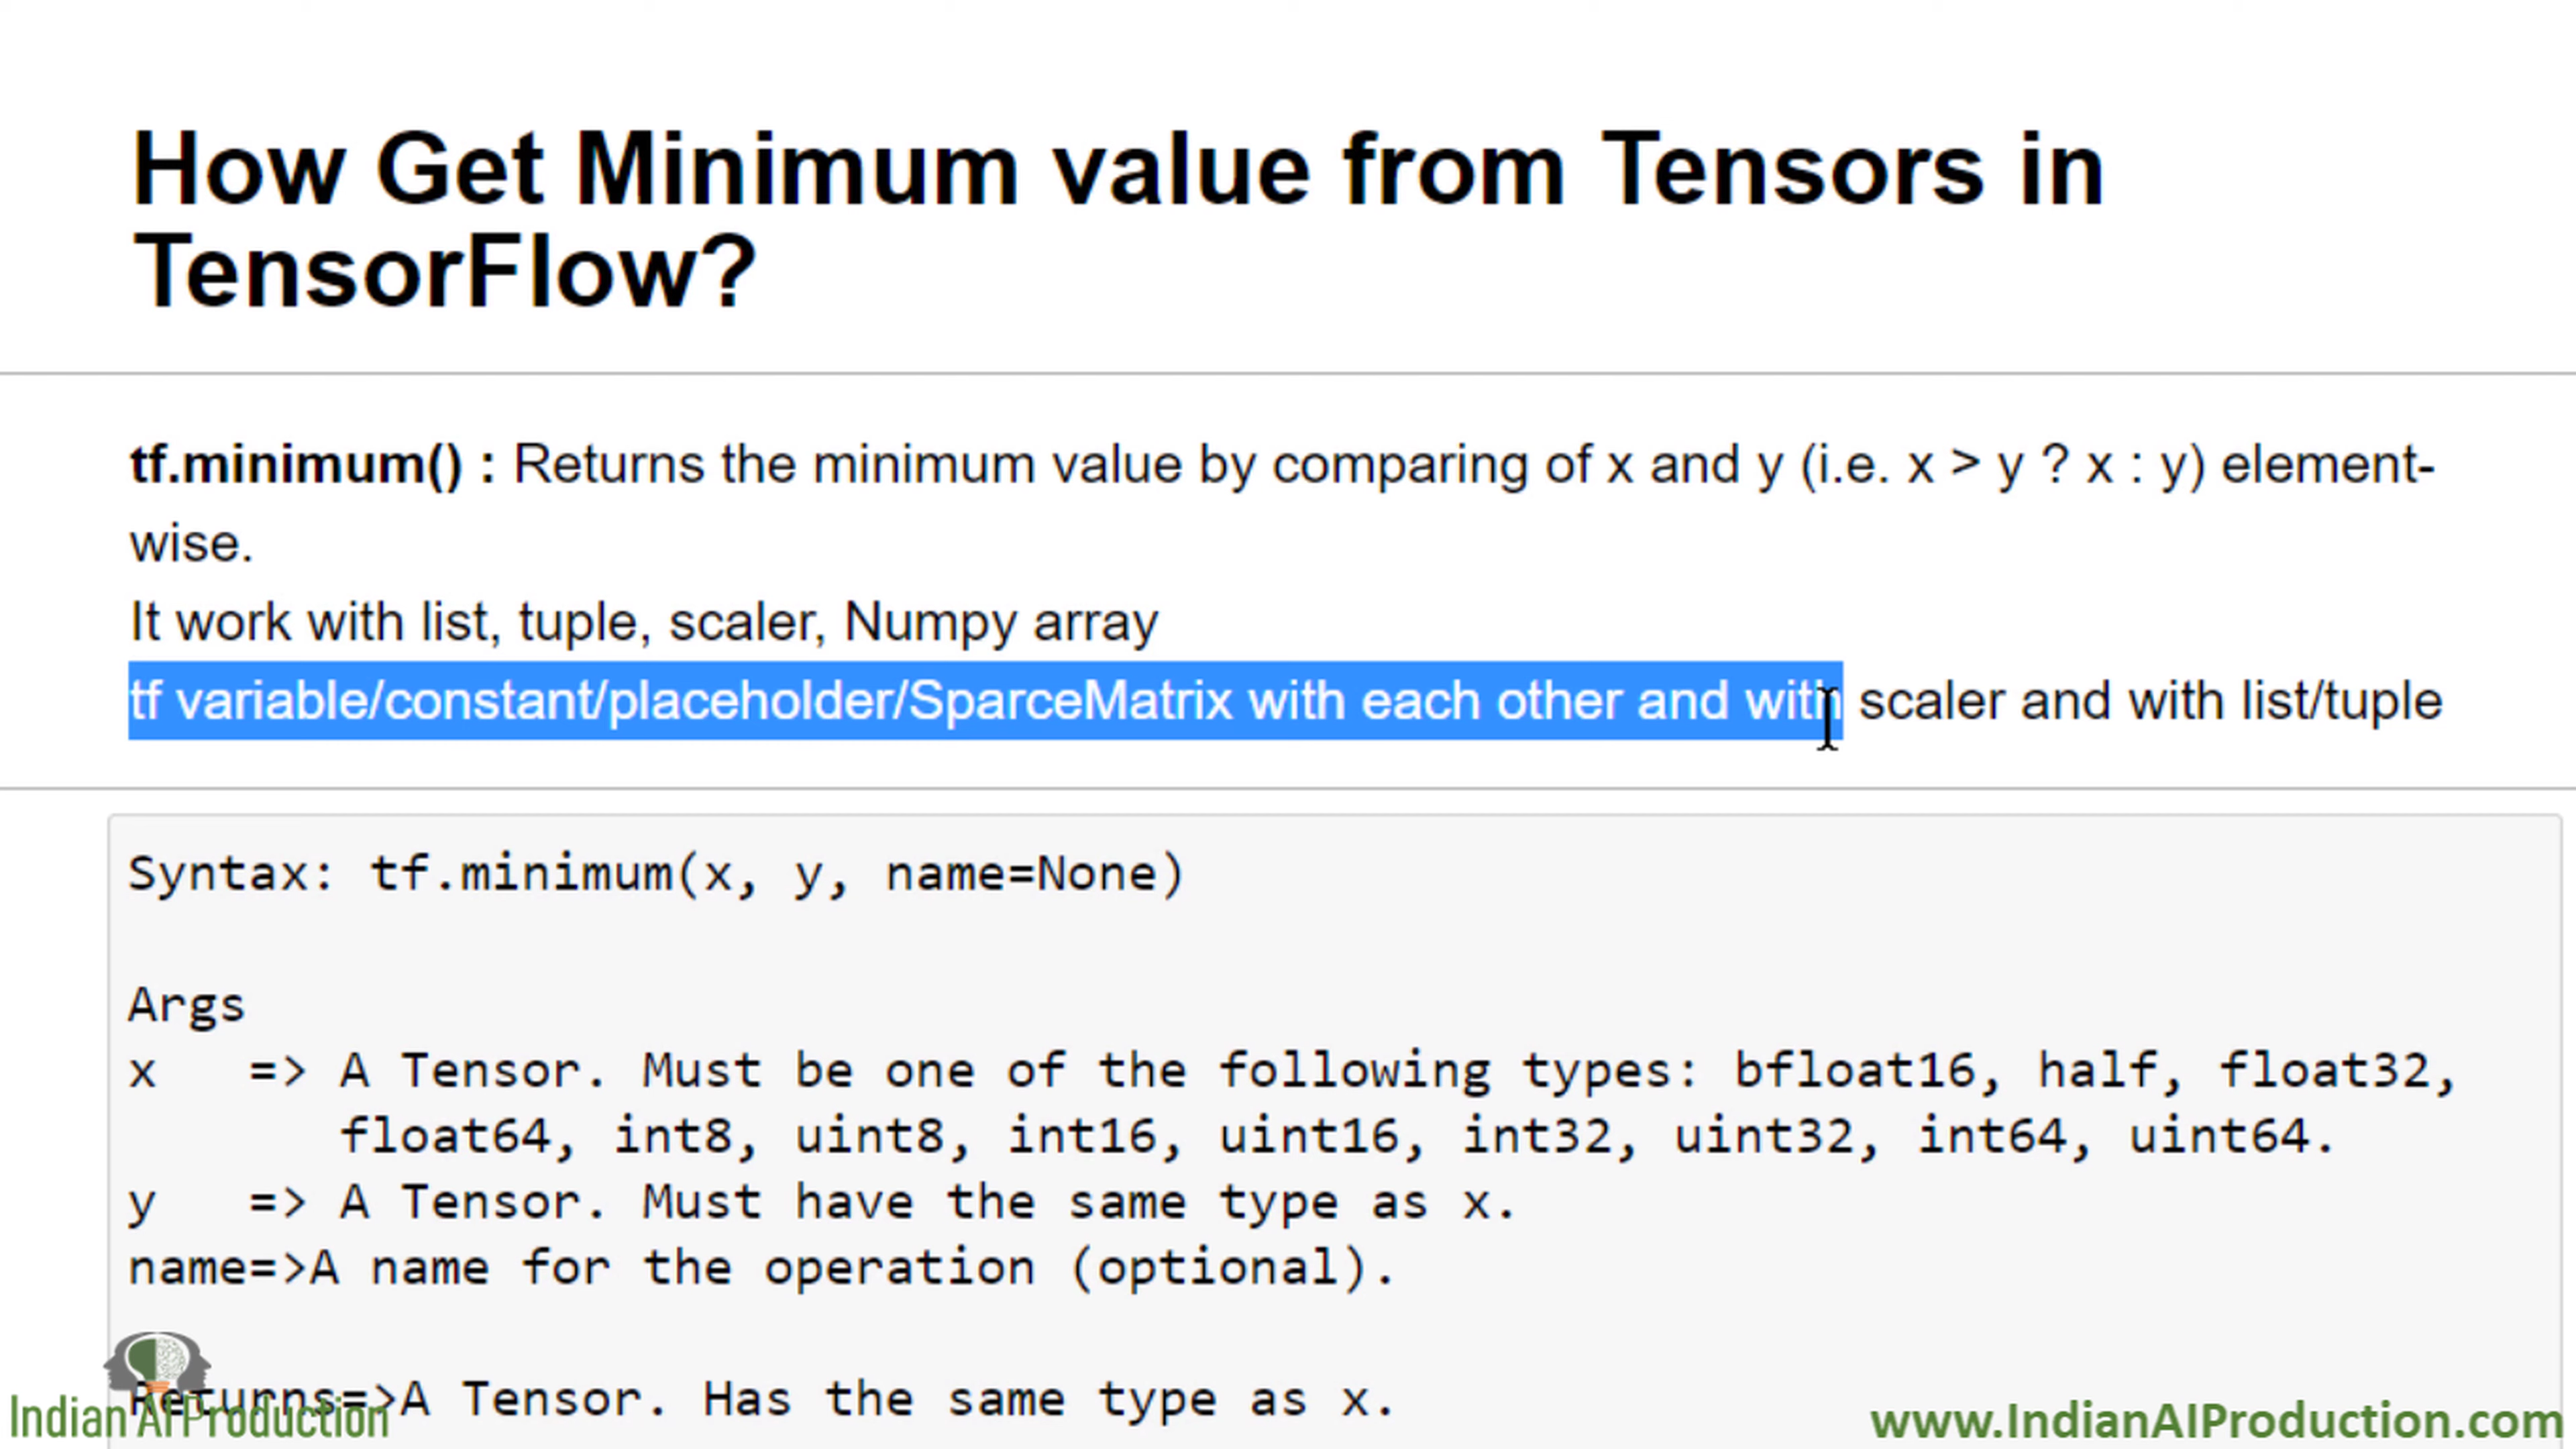 How Get Minimum value from Tensors in
TensorFlow?
tf.minimum() : Returns the minimum value by comparing of x and y (i.e. x > y ? x : y) element-
wise.
It work with list, tuple, scaler, Numpy array
tf variable/constant/placeholder/SparceMatrix with each other and with scaler and with list/tuple
Syntax: tf.minimum(x, y, name=None)
Args
x   => A Tensor. Must be one of the following types: bfloat16, half, float32,
       float64, int8, uint8, int16, uint16, int32, uint32, int64, uint64.
y   => A Tensor. Must have the same type as x.
name=>A name for the operation (optional).
Returns=>A Tensor. Has the same type as x.
Indian AI Production
www.IndianAIProduction.com